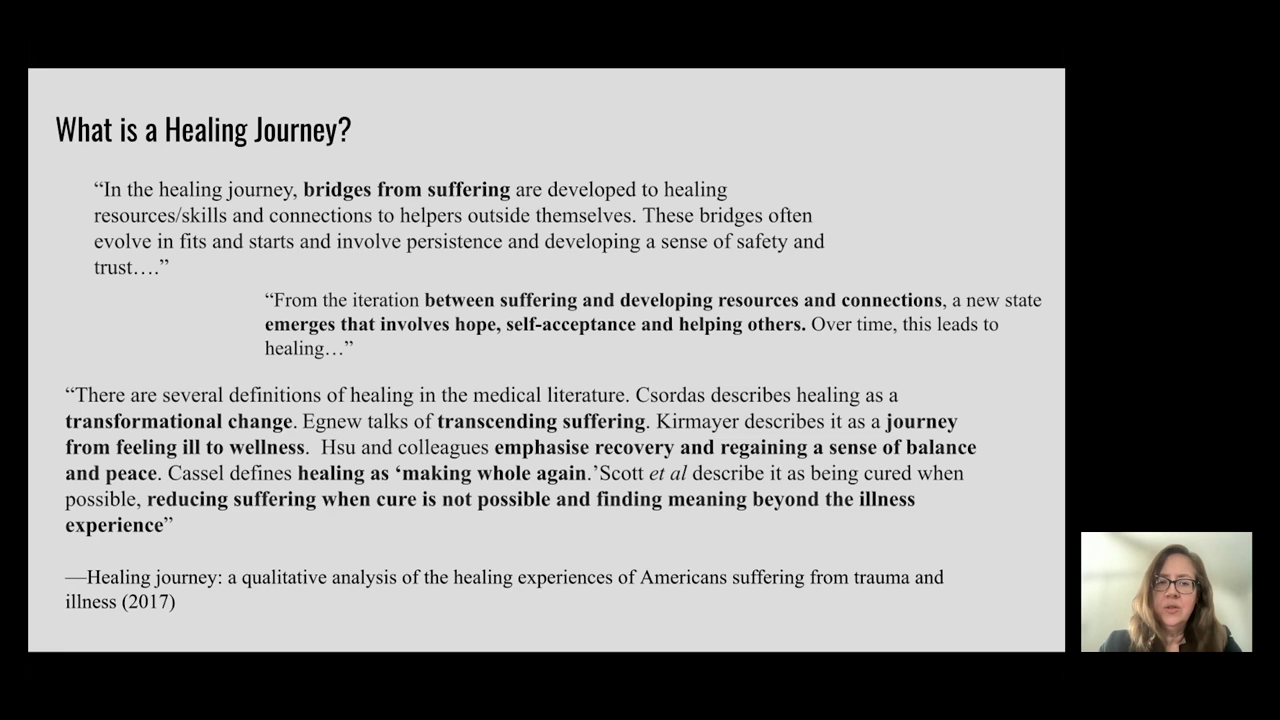 What is a Healing Journey?
“In the healing journey, bridges from suffering are developed to healing
resources/skills and connections to helpers outside themselves. These bridges often
evolve in fits and starts and involve persistence and developing a sense of safety and
trust….”
“From the iteration between suffering and developing resources and connections, a new state
emerges that involves hope, self-acceptance and helping others. Over time, this leads to
healing…”
“There are several definitions of healing in the medical literature. Csordas describes healing as a
transformational change. Egnew talks of transcending suffering. Kirmayer describes it as a journey
from feeling ill to wellness.  Hsu and colleagues emphasise recovery and regaining a sense of balance
and peace. Cassel defines healing as ‘making whole again.’Scott et al describe it as being cured when
possible, reducing suffering when cure is not possible and finding meaning beyond the illness
experience”
—Healing journey: a qualitative analysis of the healing experiences of Americans suffering from trauma and
illness (2017)